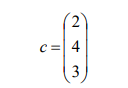 c = (2
4
3)